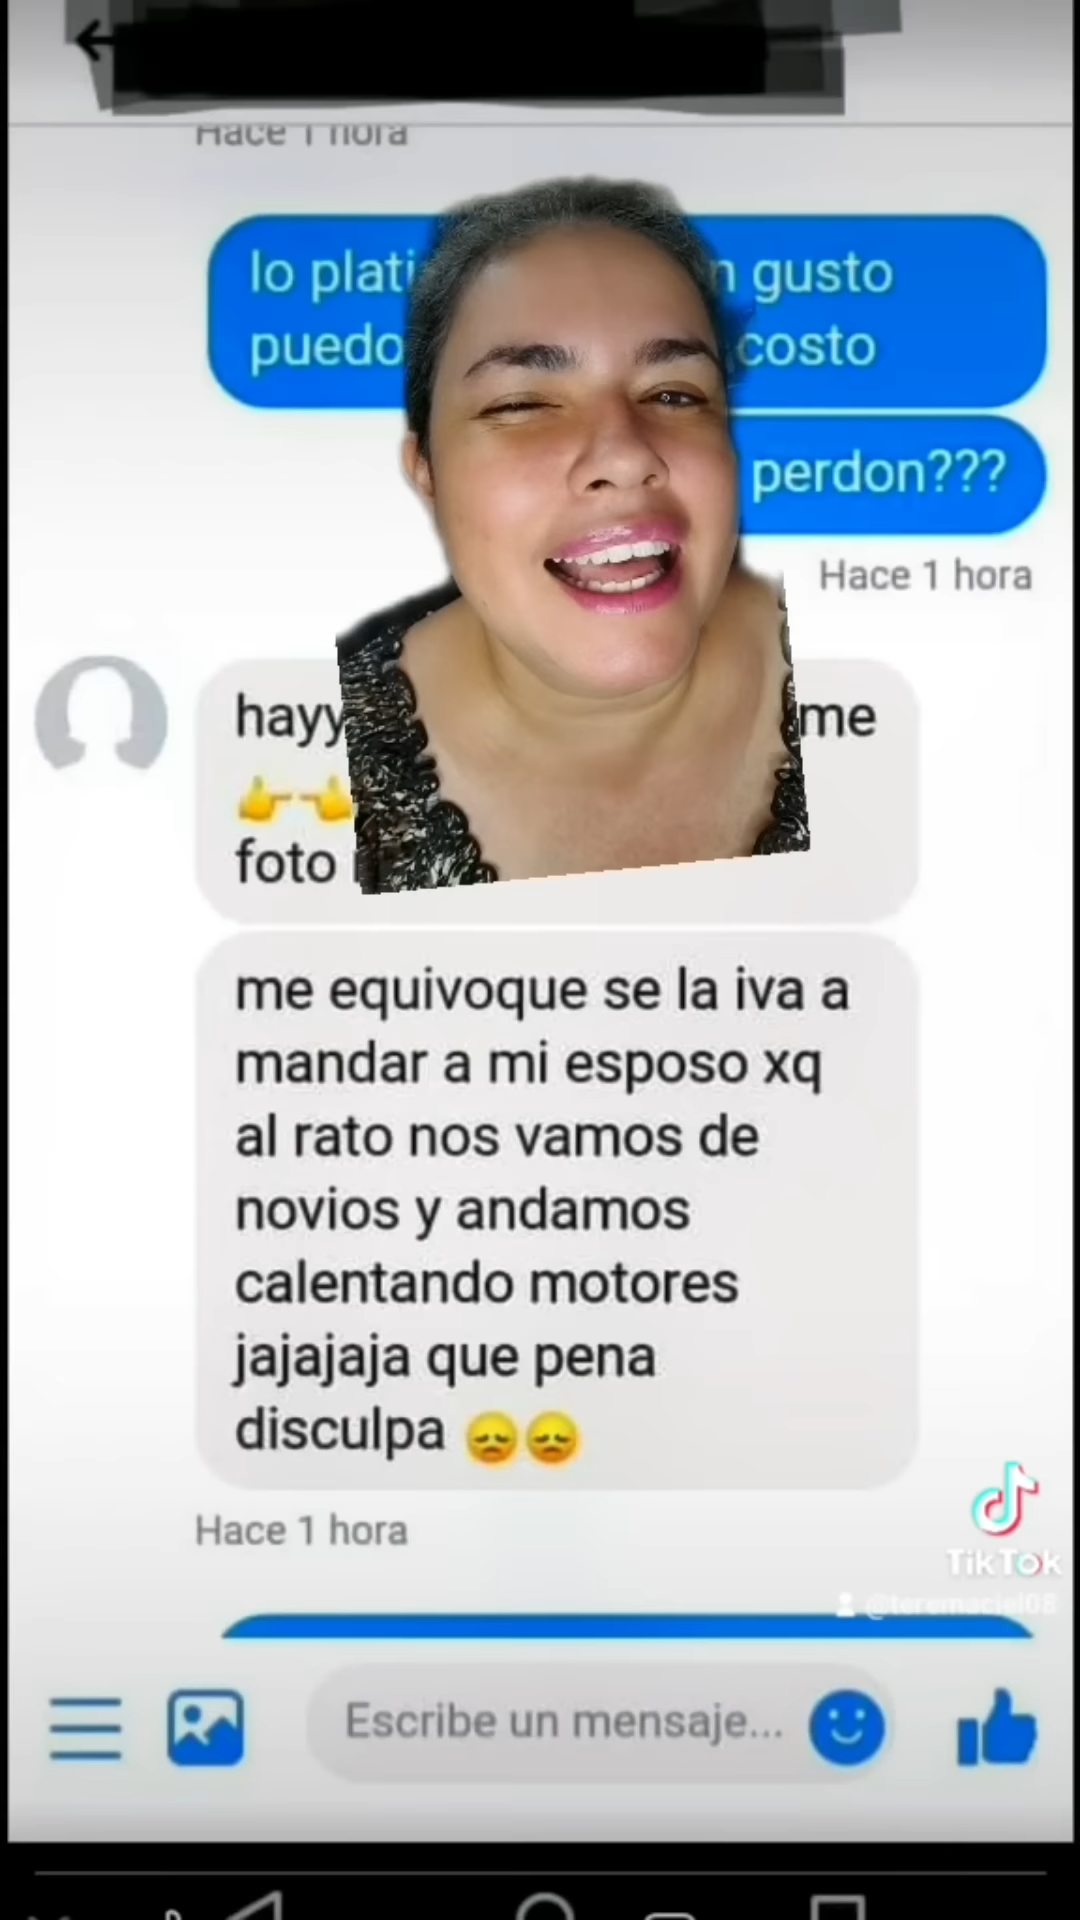 Hace 1 hora
lo plati n gusto
puedo costo
perdon???
Hace 1 hora
hayy me
foto
me equivoque se la iva a
mandar a mi esposo xq
al rato nos vamos de
novios y andamos
calentando motores
jajajaja que pena
disculpa
Hace 1 hora
TikTok
@teremaciel08
Escribe un mensaje...